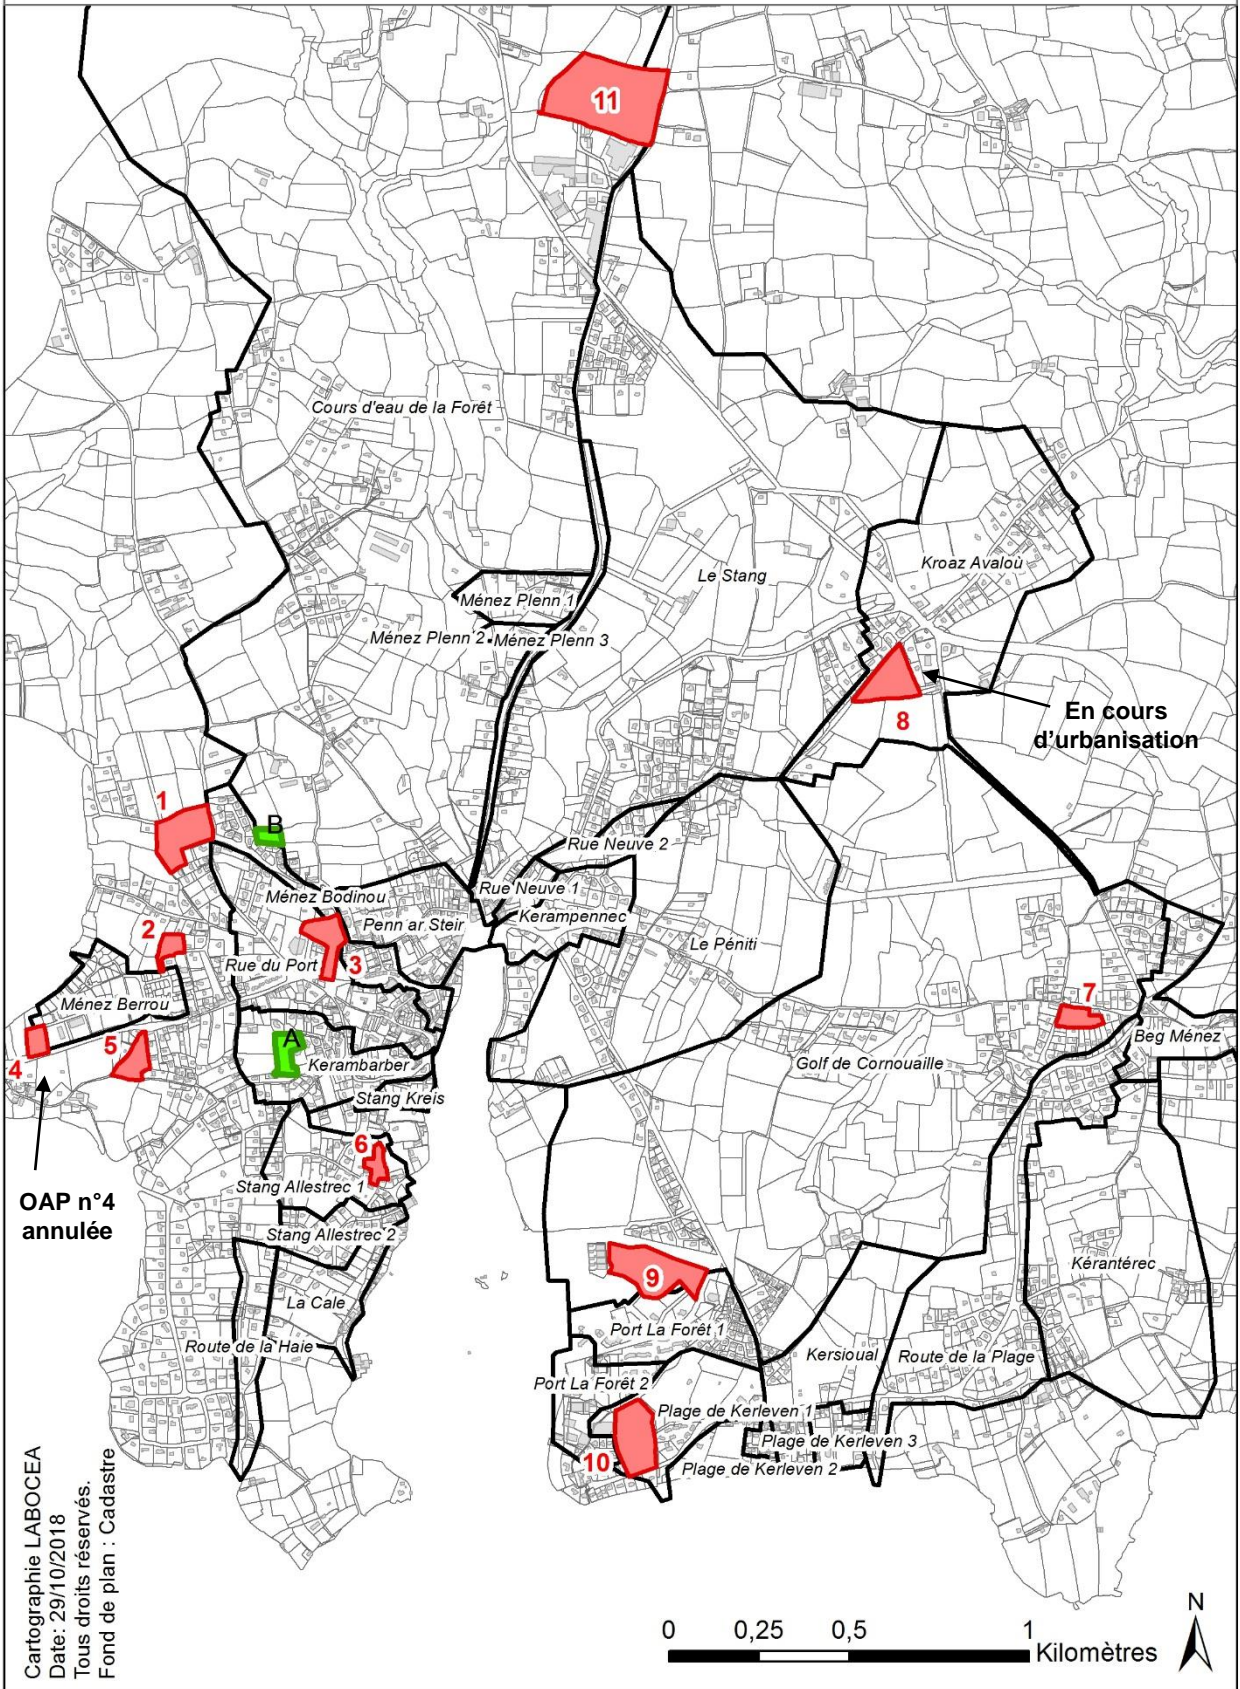 11
Cours d'eau de la Forêt
Kroaz Avaloù
Le Stang
Ménez Plenn 1
Ménez Plenn 2
Ménez Plenn 3
8
En cours
d'urbanisation
1
B
Rue Neuve 2
Ménez Bodinou
Rue Neuve 1
Penn ar Steir
Kerampennec
2
Le Péniti
Rue du Port
3
Ménez Berrou
7
4
5
A
Kerambarber
Golf de Cornouaille
Beg Ménez
Stang Kreis
6
Stang Allestrec 1
OAP n°4
annulée
Stang Allestrec 2
Kérantérec
9
La Cale
Port La Forêt 1
Route de la Haie
Kersioual
Route de la Plage
Port La Forêt 2
Plage de Kerleven 1
Plage de Kerleven 3
10
Plage de Kerleven 2
Cartographie LABOCEA
Date: 29/10/2018
Tous droits réservés.
Fond de plan : Cadastre
0 0,25 0,5 1
Kilomètres
N